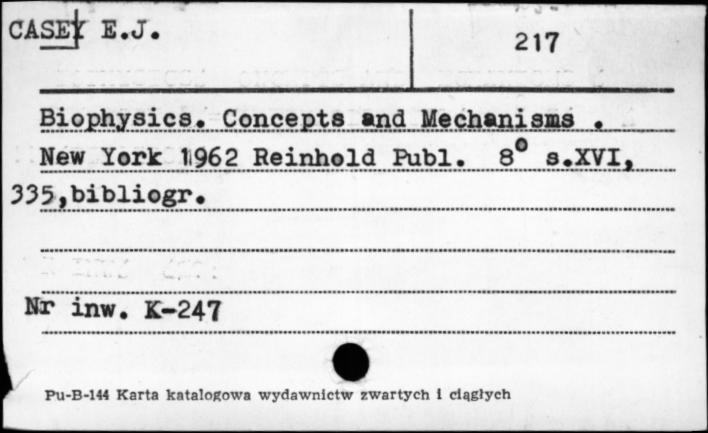 CASEY E.J.
217
Biophysics. Concepts and Mechanisms .
New York 1962 Reinhold Publ. 8° s.XVI,
335,bibliogr.
Nr inw. K-247
Pu-B-144 Karta katalogowa wydawnictw zwartych i ciągłych